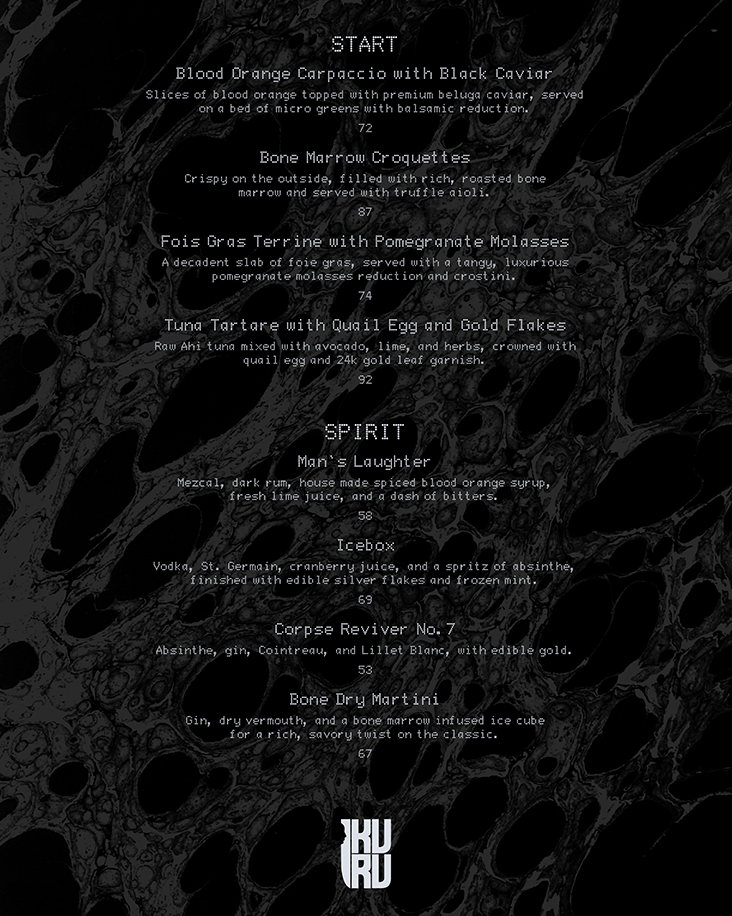 START
Blood Orange Carpaccio with Black Caviar
Slices of blood orange topped with premium beluga caviar, served
on a bed of micro greens with balsamic reduction.
72
Bone Marrow Croquettes
Crispy on the outside, filled with rich, roasted bone
marrow and served with truffle aioli.
87
Fois Gras Terrine with Pomegranate Molasses
A decadent slab of foie gras, served with a tangy, luxurious
pomegranate molasses reduction and crostini.
74
Tuna Tartare with Quail Egg and Gold Flakes
Raw Ahi tuna mixed with avocado, lime, and herbs, crowned with
quail egg and 24k gold leaf garnish.
92
SPIRIT
Man`s Laughter
Mezcal, dark rum, house made spiced blood orange syrup,
fresh lime juice, and a dash of bitters.
58
Icebox
Vodka, St. Germain, cranberry juice, and a spritz of absinthe,
finished with edible silver flakes and frozen mint.
69
Corpse Reviver No.7
Absinthe, gin, Cointreau, and Lillet Blanc, with edible gold.
53
Bone Dry Martini
Gin, dry vermouth, and a bone marrow infused ice cube
for a rich, savory twist on the classic.
67
KU
RU